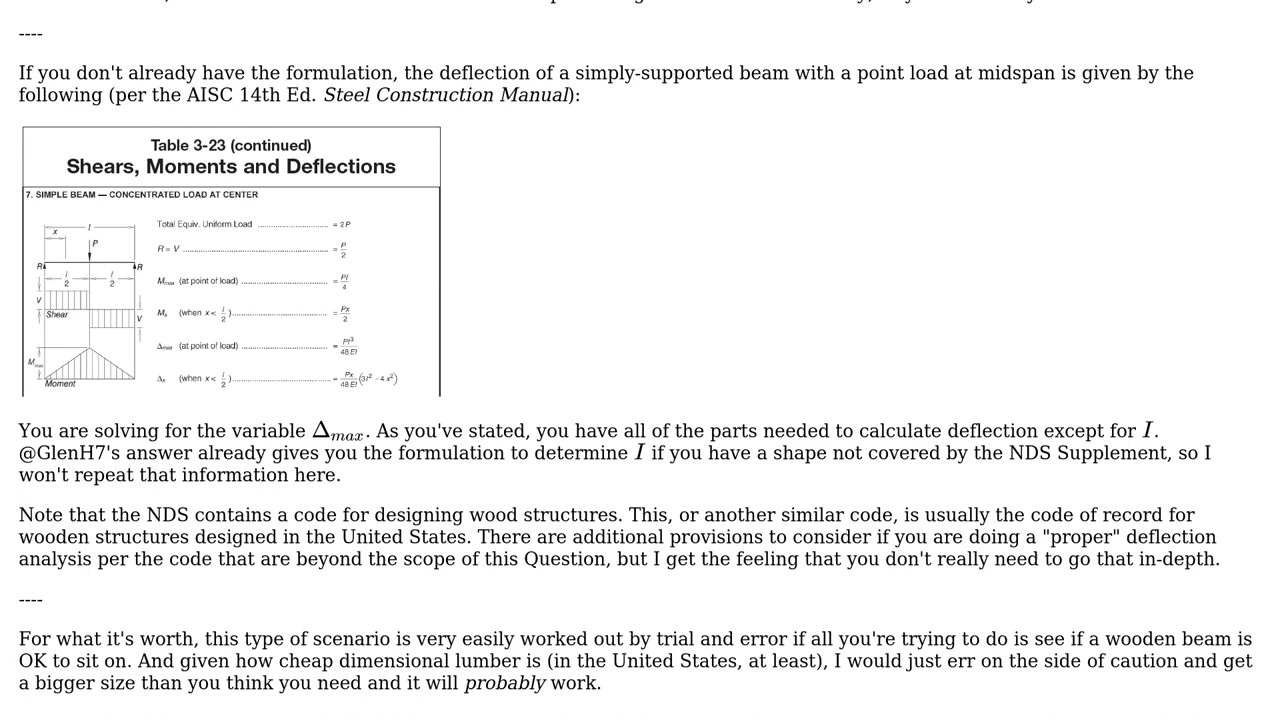 ----
If you don't already have the formulation, the deflection of a simply-supported beam with a point load at midspan is given by the
following (per the AISC 14th Ed. Steel Construction Manual):
Table 3-23 (continued)
Shears, Moments and Deflections
7. SIMPLE BEAM — CONCENTRATED LOAD AT CENTER
l
x
P
R
R
l/2
l/2
V
Shear
V
M max
Moment
Total Equiv. Uniform Load .............................. = 2P
R = V .............................................................. = P/2
Mmax (at point of load) ..................................... = Pl/4
Mx (when x < l/2) ........................................ = Px/2
Δmax (at point of load) ..................................... = Pl³/48EI
Δx (when x < l/2) ........................................... = Px/48EI (3l² − 4x²)
You are solving for the variable Δmax. As you've stated, you have all of the parts needed to calculate deflection except for I.
@GlenH7's answer already gives you the formulation to determine I if you have a shape not covered by the NDS Supplement, so I
won't repeat that information here.
Note that the NDS contains a code for designing wood structures. This, or another similar code, is usually the code of record for
wooden structures designed in the United States. There are additional provisions to consider if you are doing a "proper" deflection
analysis per the code that are beyond the scope of this Question, but I get the feeling that you don't really need to go that in-depth.
----
For what it's worth, this type of scenario is very easily worked out by trial and error if all you're trying to do is see if a wooden beam is
OK to sit on. And given how cheap dimensional lumber is (in the United States, at least), I would just err on the side of caution and get
a bigger size than you think you need and it will probably work.